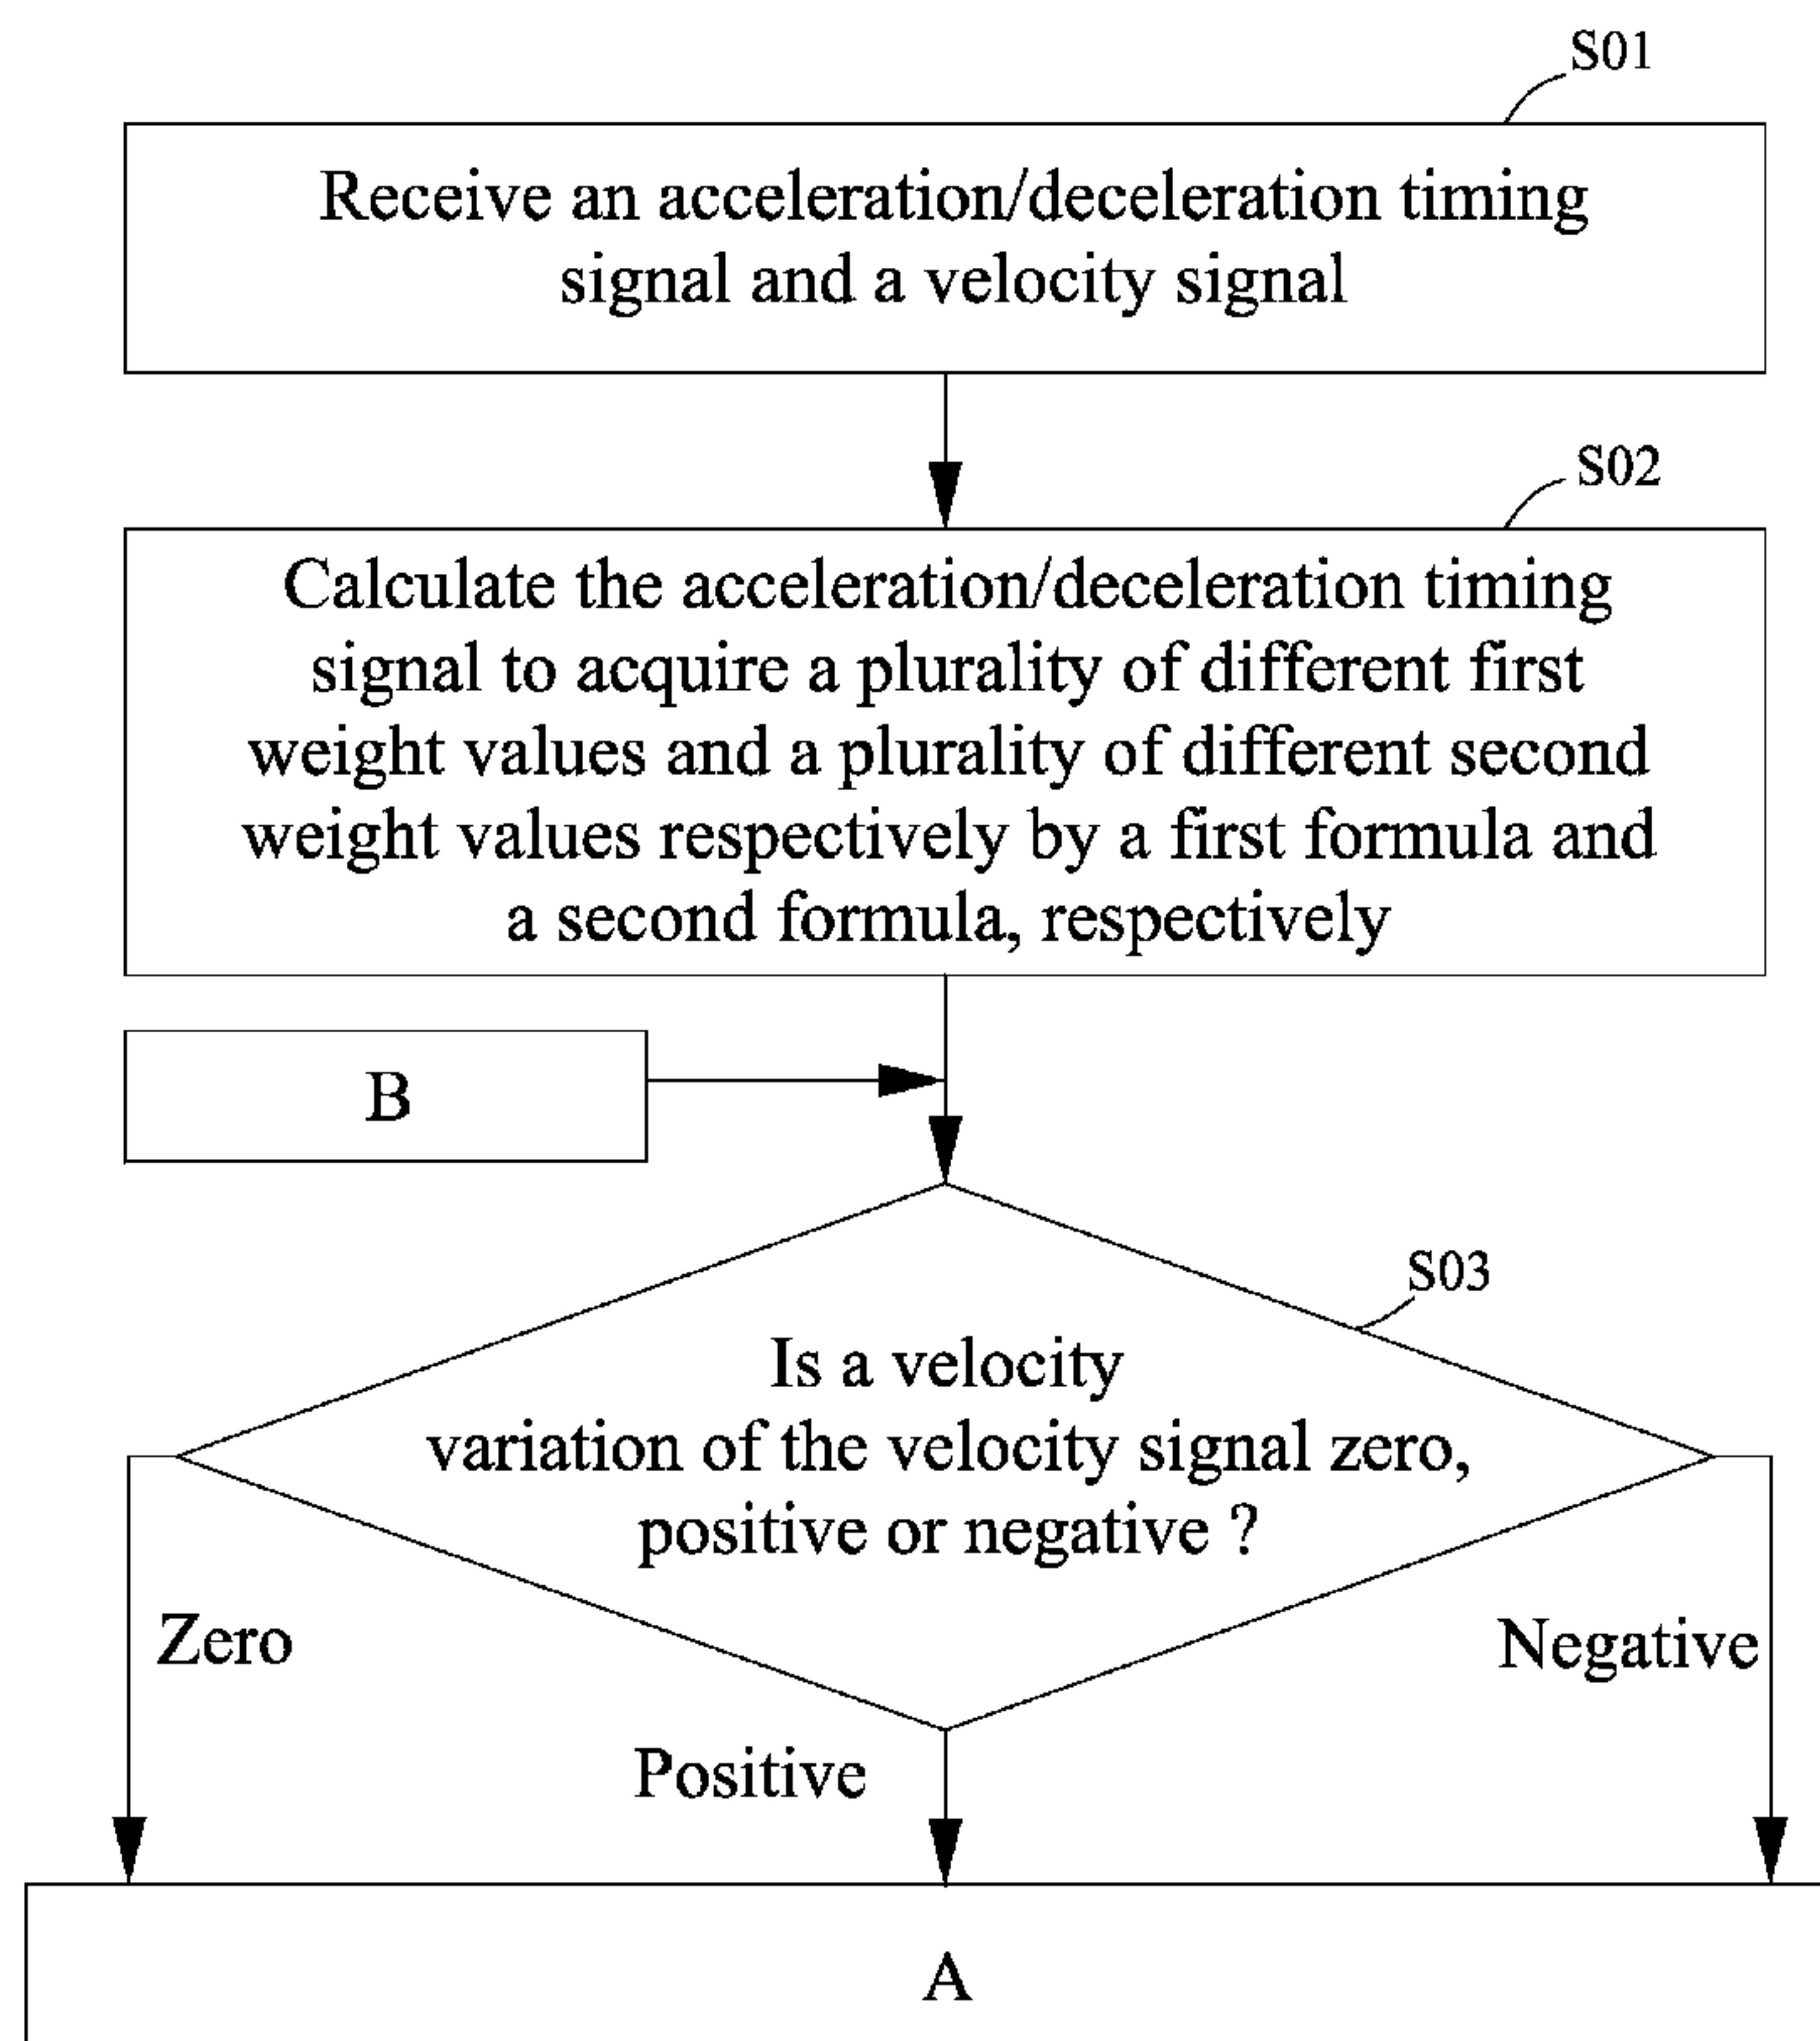 S01
Receive an acceleration/deceleration timing
signal and a velocity signal
S02
Calculate the acceleration/deceleration timing
signal to acquire a plurality of different first
weight values and a plurality of different second
weight values respectively by a first formula and
a second formula, respectively
B
S03
Is a velocity
variation of the velocity signal zero,
positive or negative ?
Zero
Negative
Positive
A